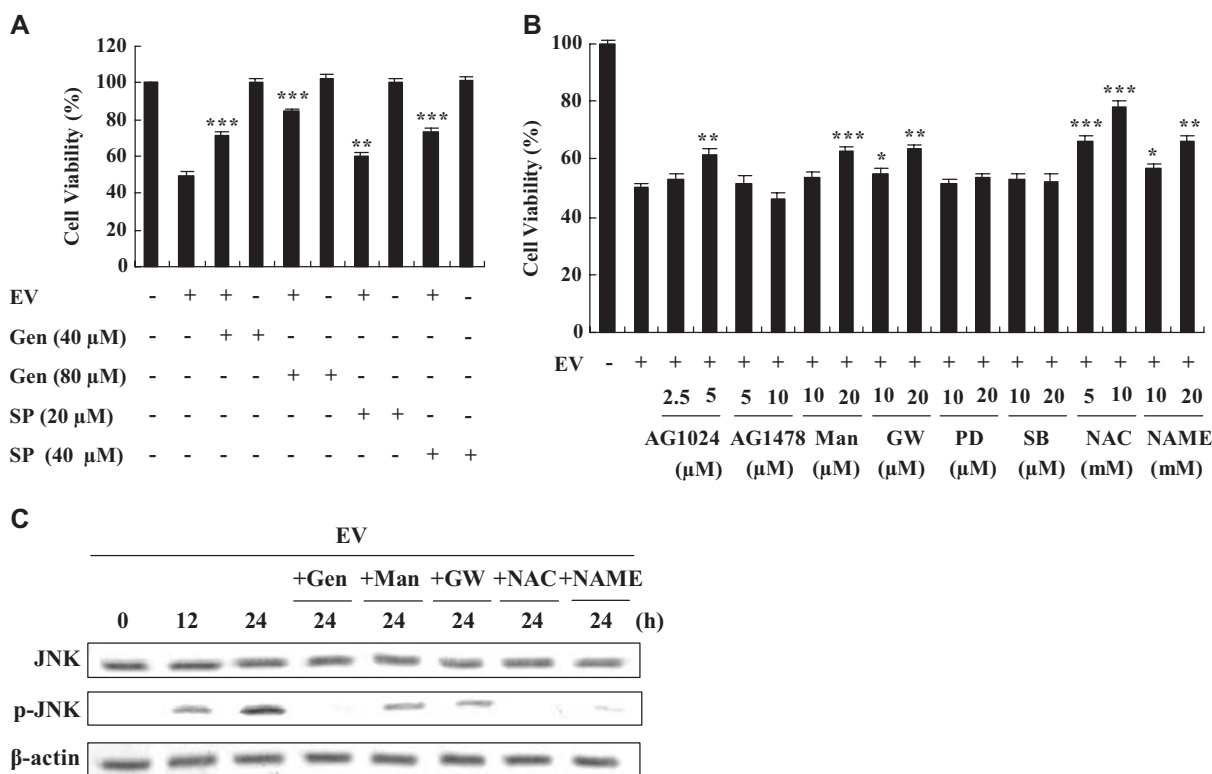 A
Cell Viability (%)
120
100
80
60
40
20
0
*** *** ** ***
EV - + + - + - + - + -
Gen (40 μM) - - + + - - - - - -
Gen (80 μM) - - - - + + - - - -
SP (20 μM) - - - - - - + + - -
SP (40 μM) - - - - - - - - + +
B
Cell Viability (%)
100
80
60
40
20
0
** *** * ** *** *** * **
EV - + + + + + + + + + + + + + + + + +
2.5 5 5 10 10 20 10 20 10 20 10 20 5 10 10 20
AG1024 AG1478 Man GW PD SB NAC NAME
(μM) (μM) (μM) (μM) (μM) (μM) (mM) (mM)
C
EV
+Gen +Man +GW +NAC +NAME
0 12 24 24 24 24 24 24 (h)
JNK
p-JNK
β-actin